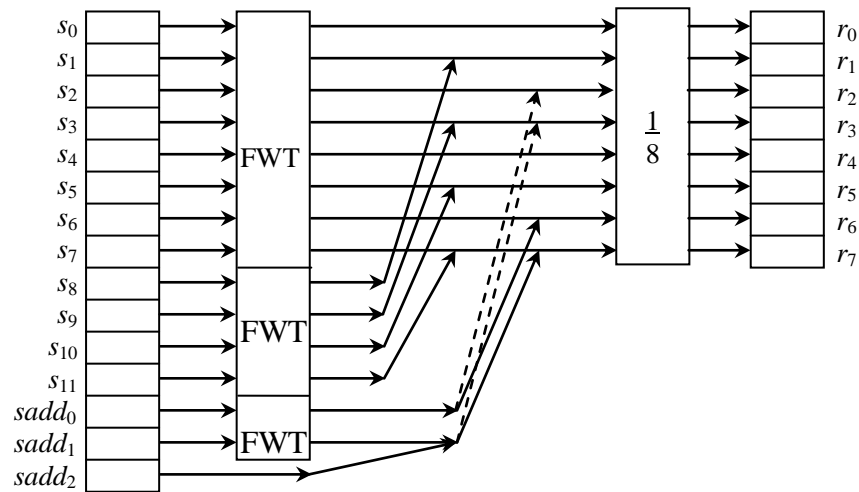 s0 r0
s1 r1
s2 r2
s3 r3
s4 FWT 1/8 r4
s5 r5
s6 r6
s7 r7
s8
s9
FWT
s10
s11
sadd0
sadd1 FWT
sadd2